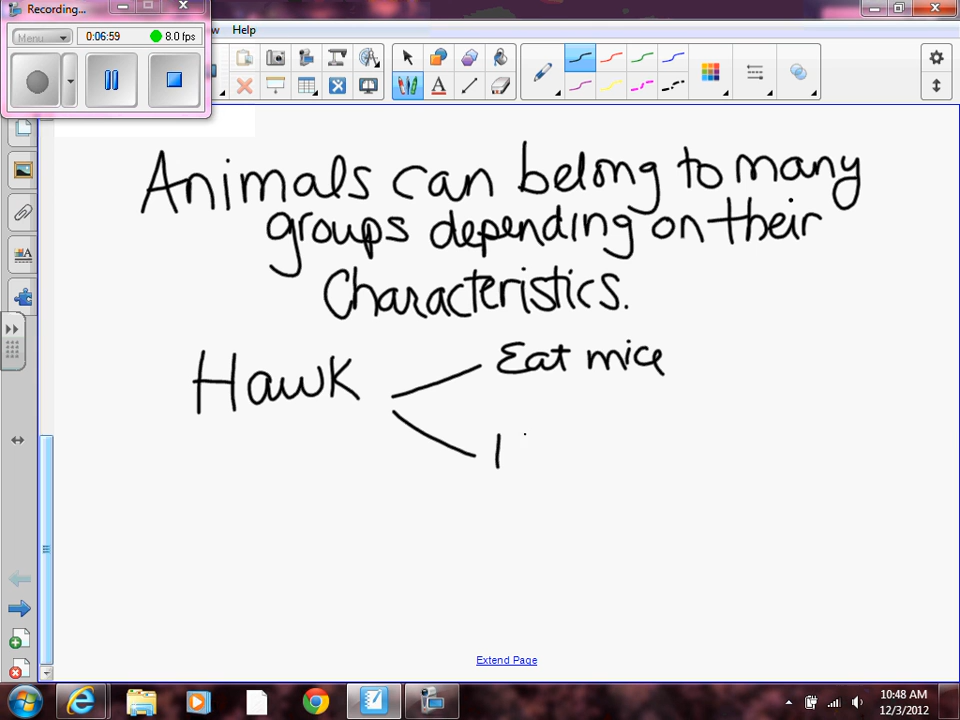 Recording...
Menu
0:06:59
8.0 fps
w Help
Animals can belong to many
groups depending on their
Characteristics.
Eat mice
Hawk
Extend Page
10:48 AM
12/3/2012